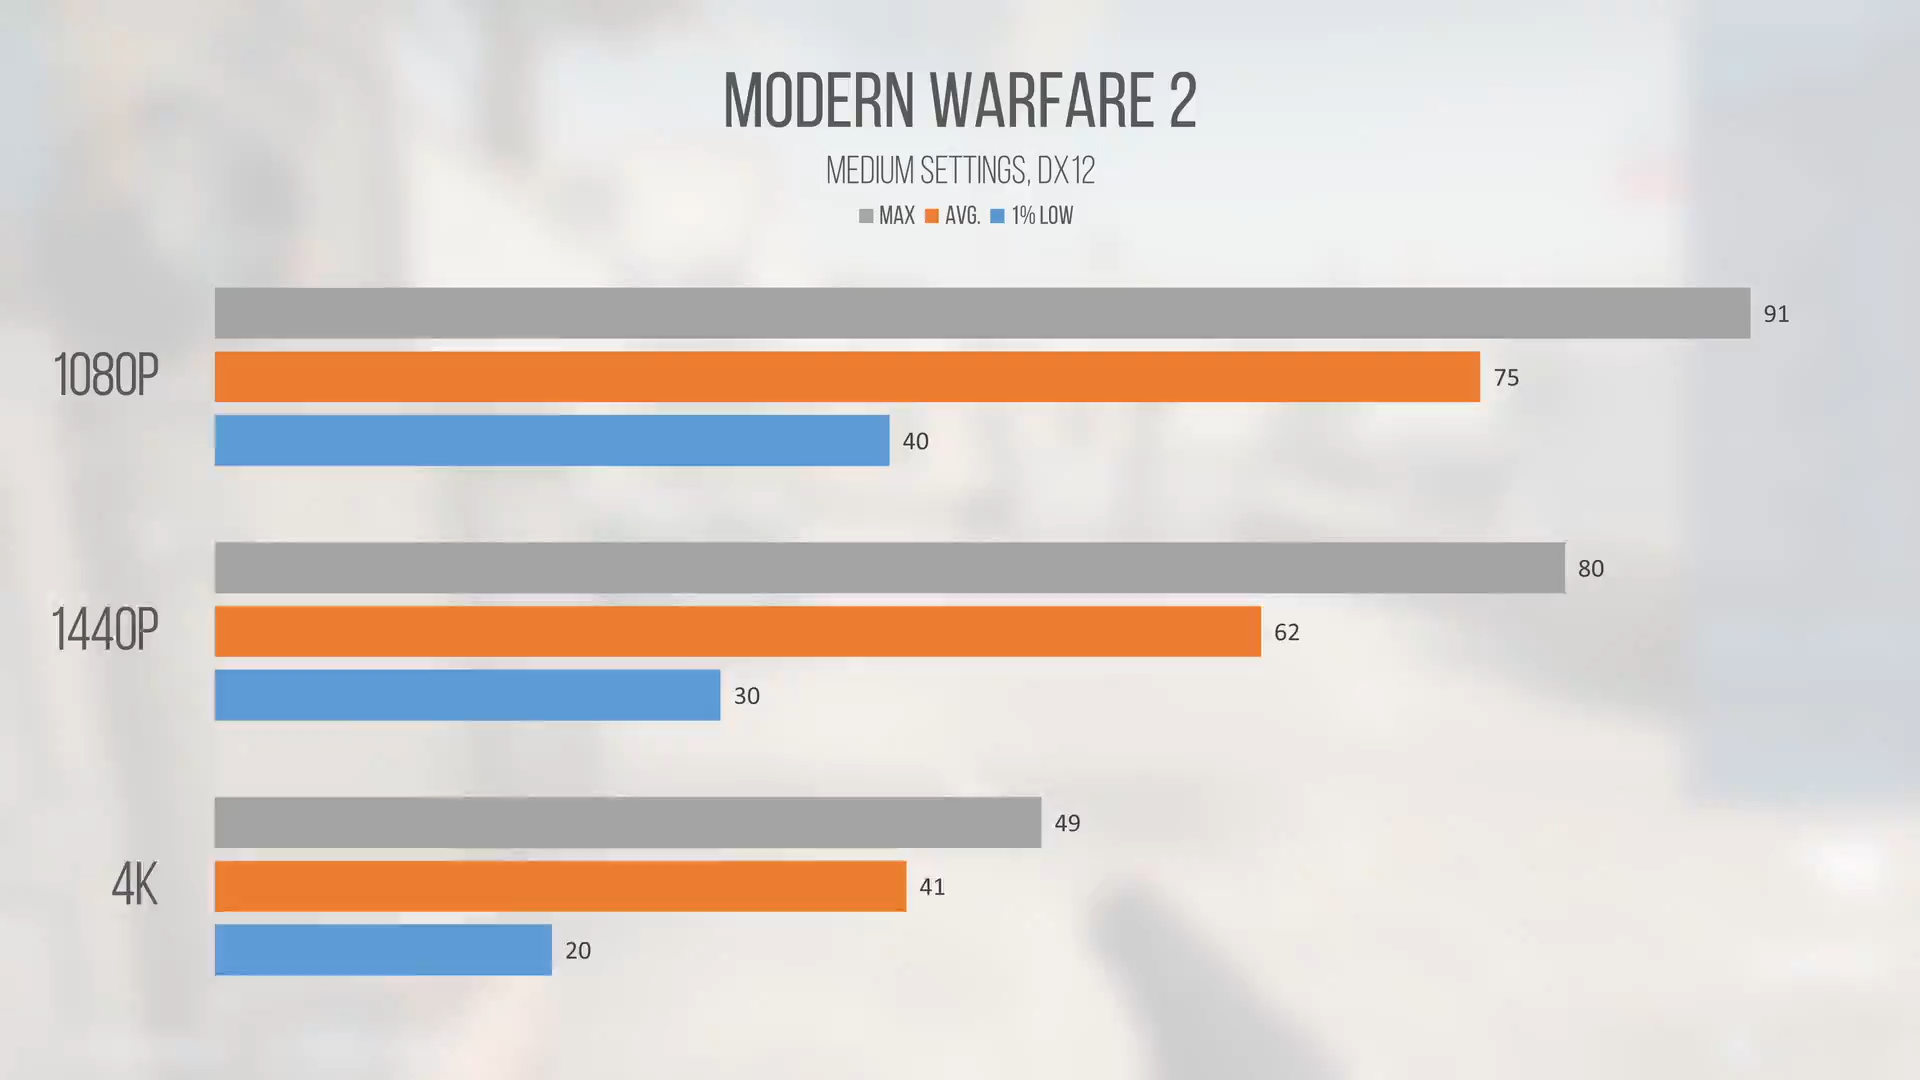 MODERN WARFARE 2
MEDIUM SETTINGS, DX12
MAX AVG. 1% LOW
91
1080P
75
40
80
1440P
62
30
49
4K
41
20